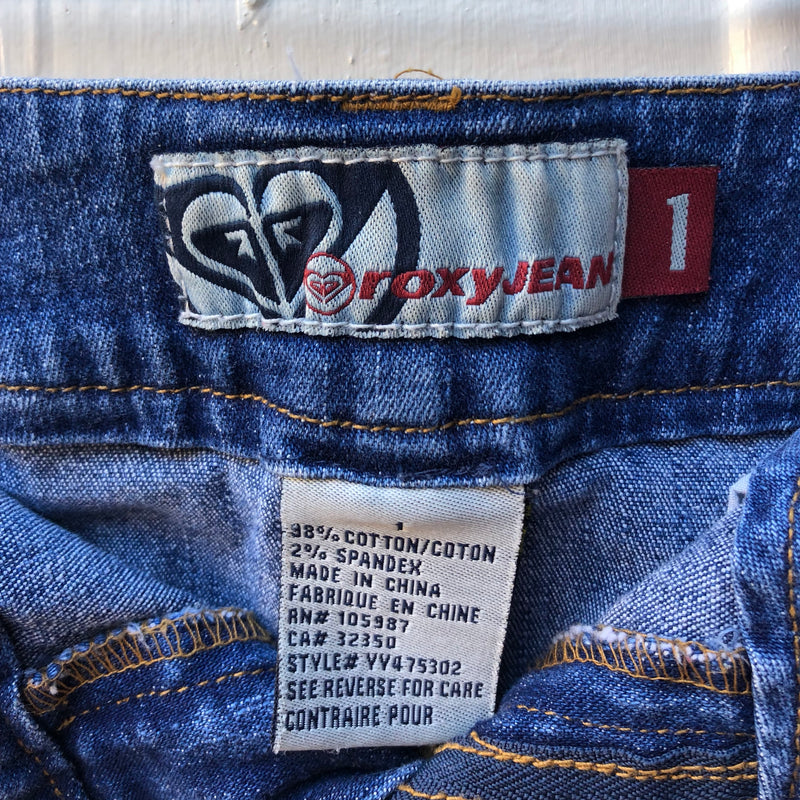 roxyJEAN
1
1
98% COTTON/COTON
2% SPANDEX
MADE IN CHINA
FABRIQUE EN CHINE
RN# 105987
CA# 32350
STYLE# VY475302
SEE REVERSE FOR CARE
CONTRAIRE POUR